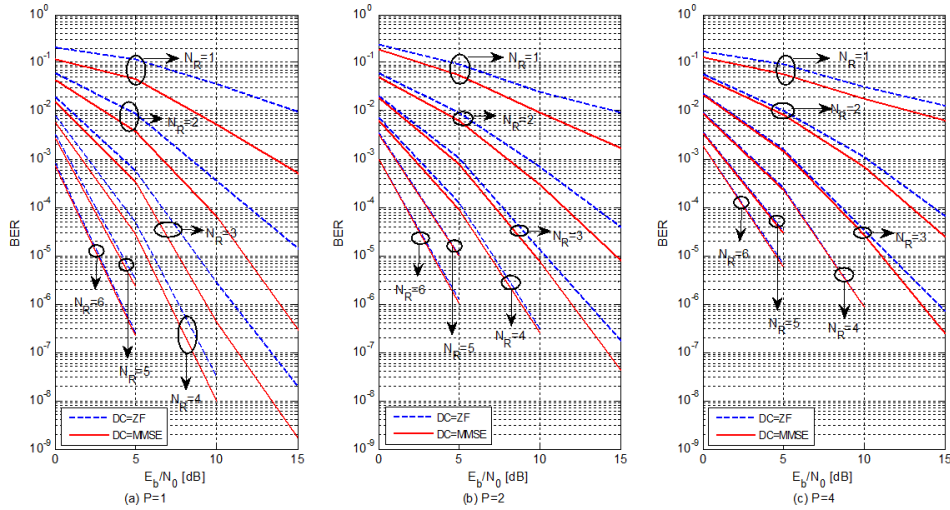 10^0
10^-1
10^-2
10^-3
10^-4
10^-5
10^-6
10^-7
10^-8
10^-9
BER
N_R=1
N_R=2
N_R=3
N_R=6
N_R=5
N_R=4
DC=ZF
DC=MMSE
0 5 10 15
E_b/N_0 [dB]
(a) P=1
10^0
10^-1
10^-2
10^-3
10^-4
10^-5
10^-6
10^-7
10^-8
10^-9
BER
N_R=1
N_R=2
N_R=3
N_R=6
N_R=4
N_R=5
DC=ZF
DC=MMSE
0 5 10 15
E_b/N_0 [dB]
(b) P=2
10^0
10^-1
10^-2
10^-3
10^-4
10^-5
10^-6
10^-7
10^-8
10^-9
BER
N_R=1
N_R=2
N_R=3
N_R=6
N_R=5
N_R=4
DC=ZF
DC=MMSE
0 5 10 15
E_b/N_0 [dB]
(c) P=4